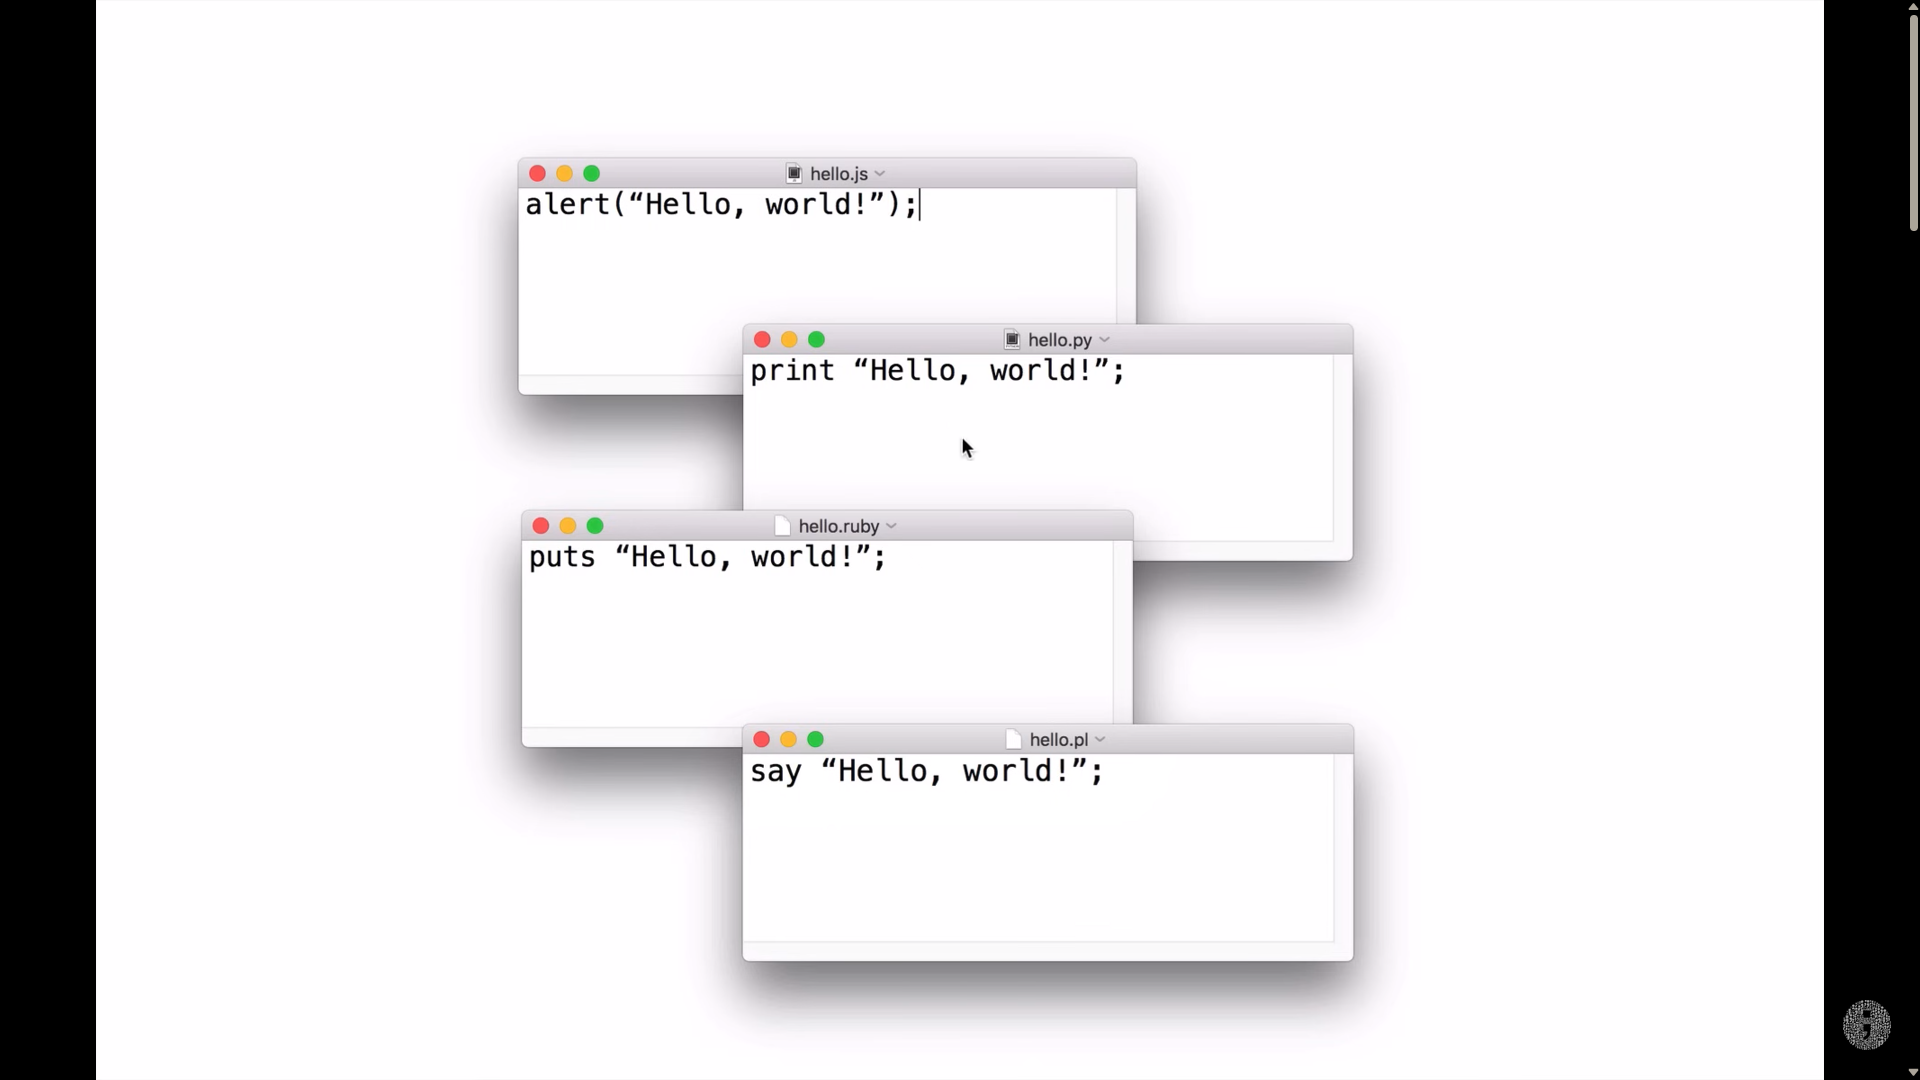 hello.js
alert(“Hello, world!”);
hello.py
print “Hello, world!”;
hello.ruby
puts “Hello, world!”;
hello.pl
say “Hello, world!”;